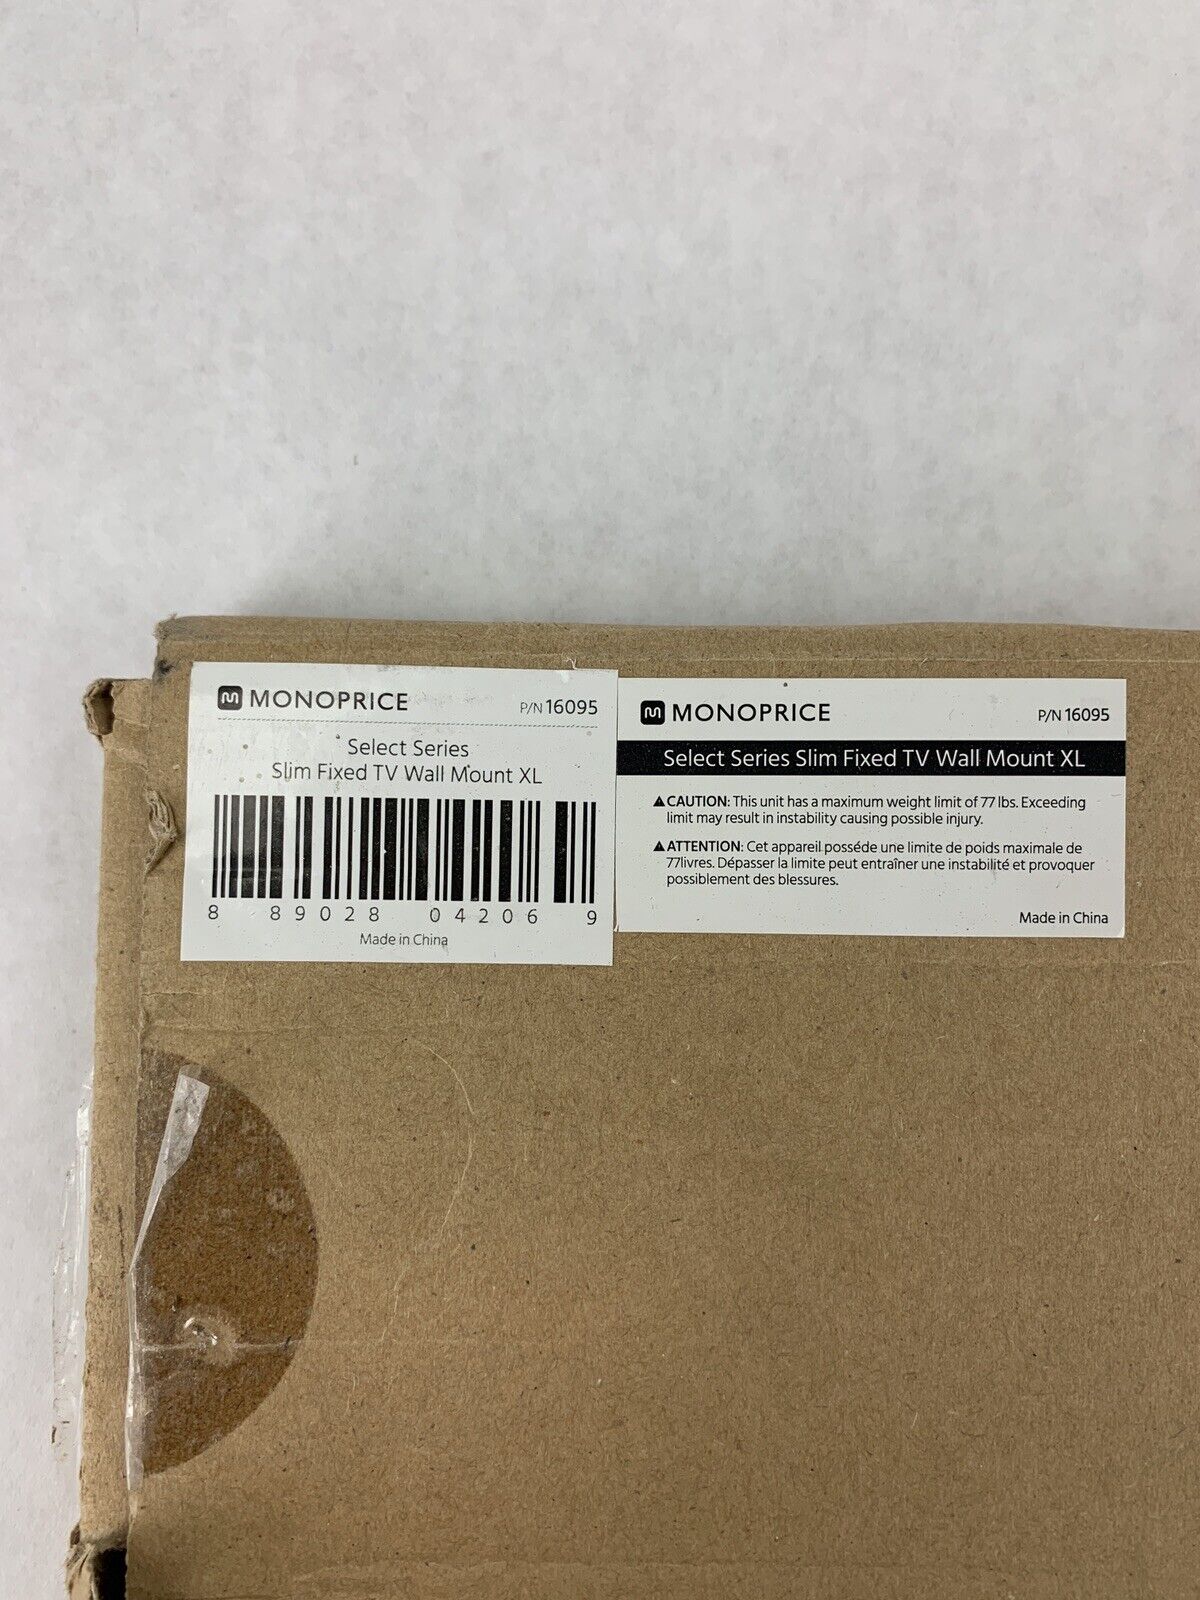 MONOPRICE P/N 16095
Select Series
Slim Fixed TV Wall Mount XL
8 89028 04206 9
Made in China
MONOPRICE P/N 16095
Select Series Slim Fixed TV Wall Mount XL
⚠CAUTION: This unit has a maximum weight limit of 77 lbs. Exceeding
limit may result in instability causing possible injury.
⚠ATTENTION: Cet appareil posséde une limite de poids maximale de
77livres. Dépasser la limite peut entraîner une instabilité et provoquer
possiblement des blessures.
Made in China